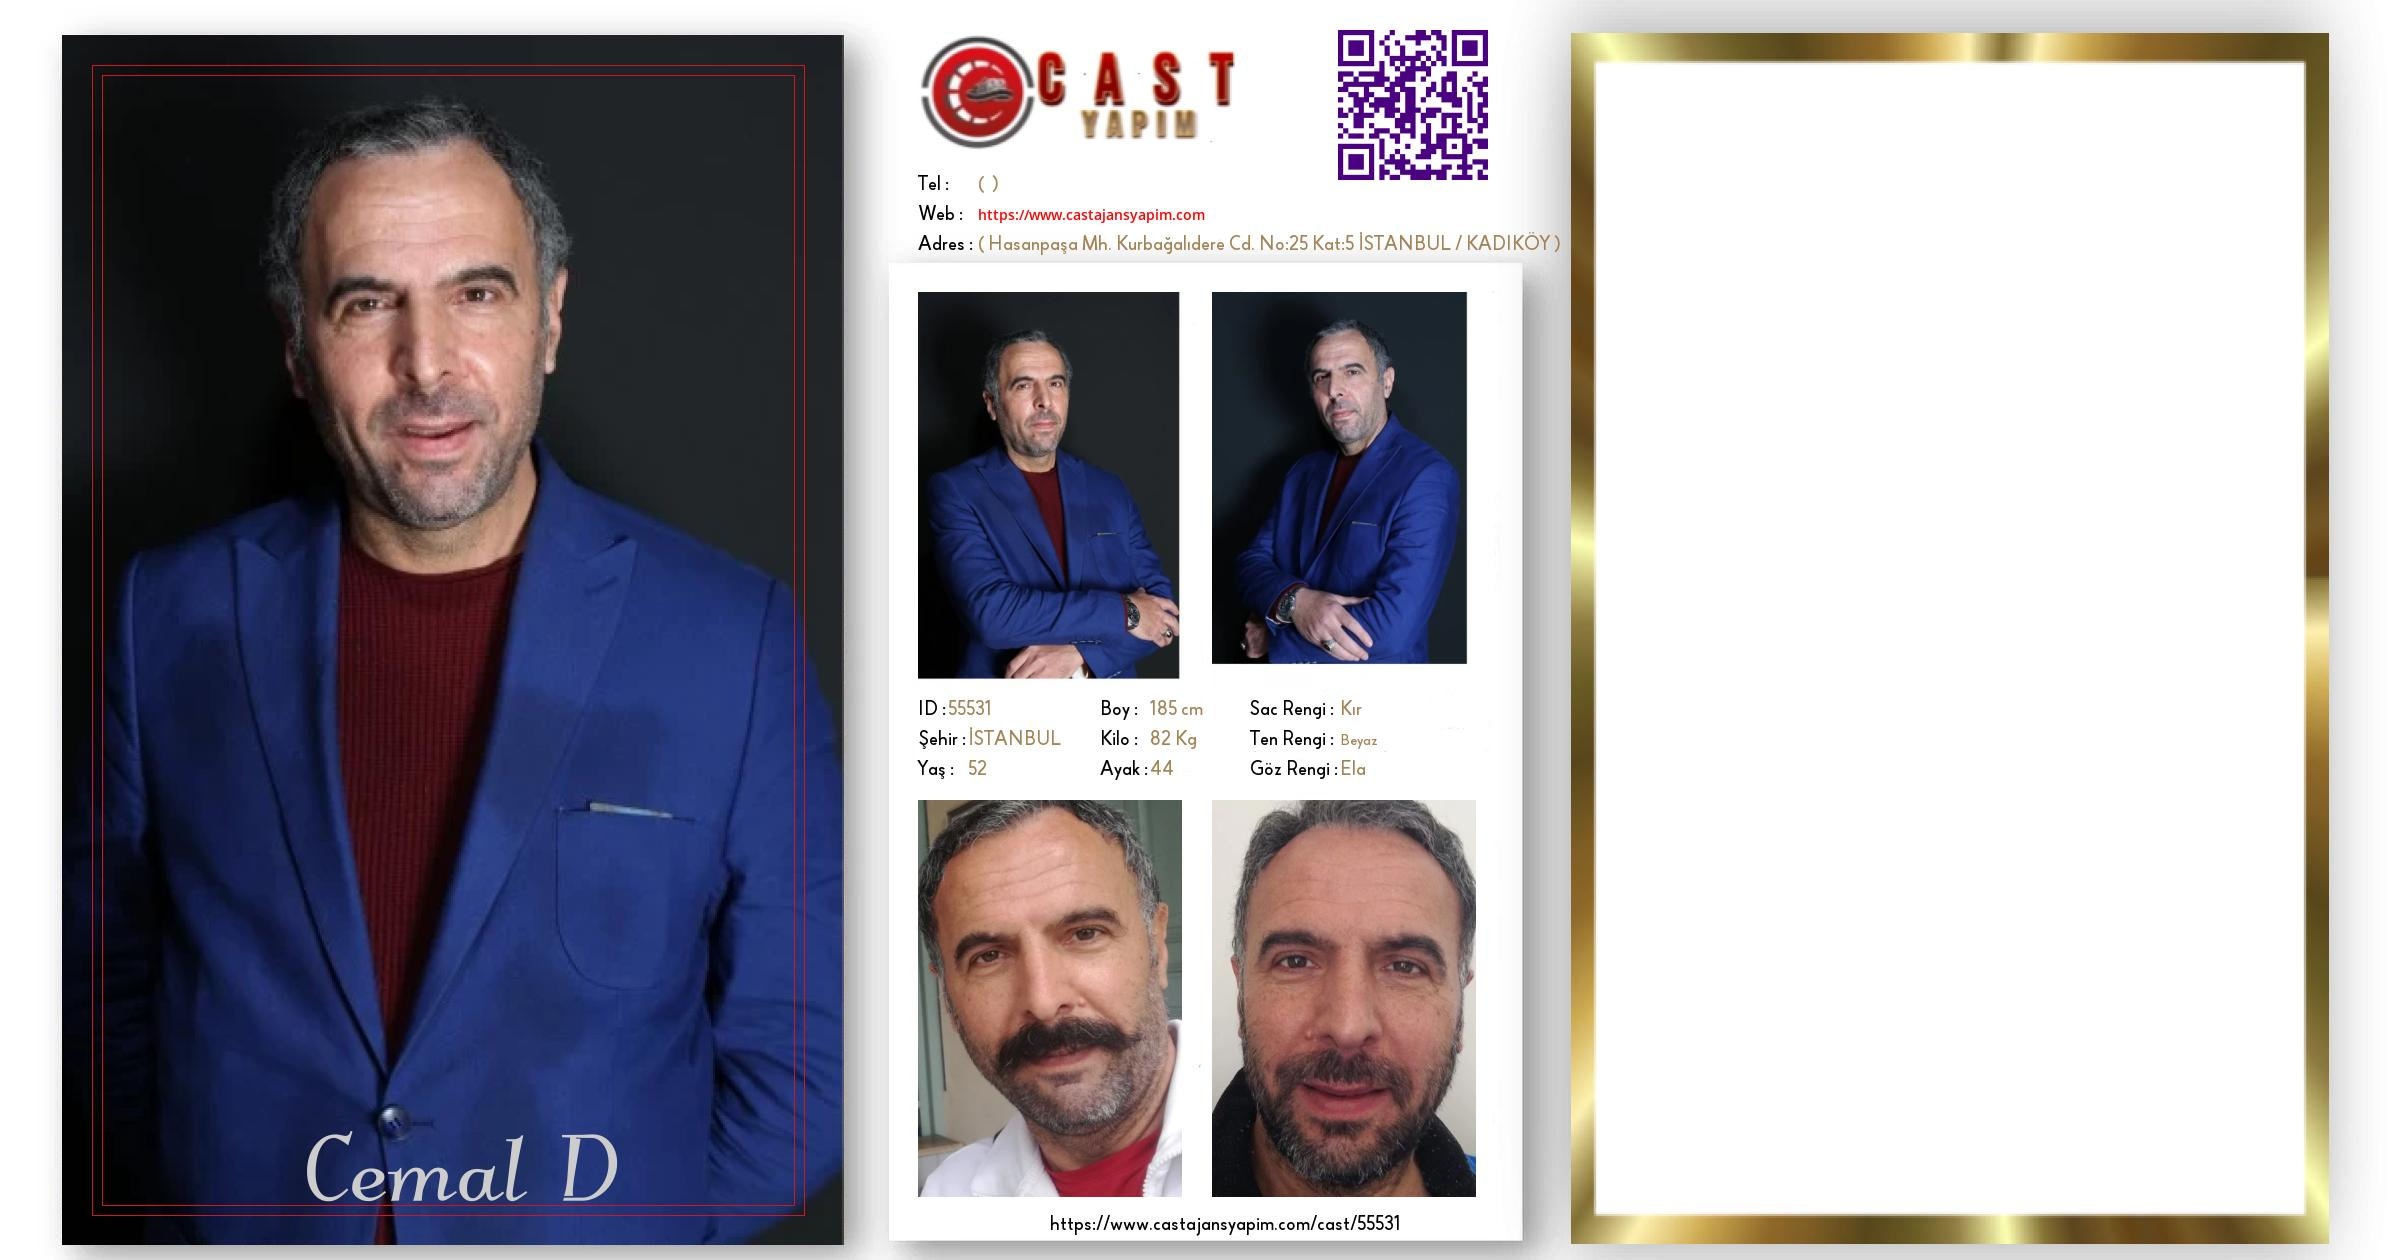 Cemal D
CAST
YAPIM
Tel : ( )
Web : https://www.castajansyapim.com
Adres : ( Hasanpaşa Mh. Kurbağalıdere Cd. No:25 Kat:5 İSTANBUL / KADIKÖY )
ID : 55531 Boy : 185 cm Sac Rengi : Kır
Şehir : İSTANBUL Kilo : 82 Kg Ten Rengi : Beyaz
Yaş : 52 Ayak : 44 Göz Rengi : Ela
https://www.castajansyapim.com/cast/55531